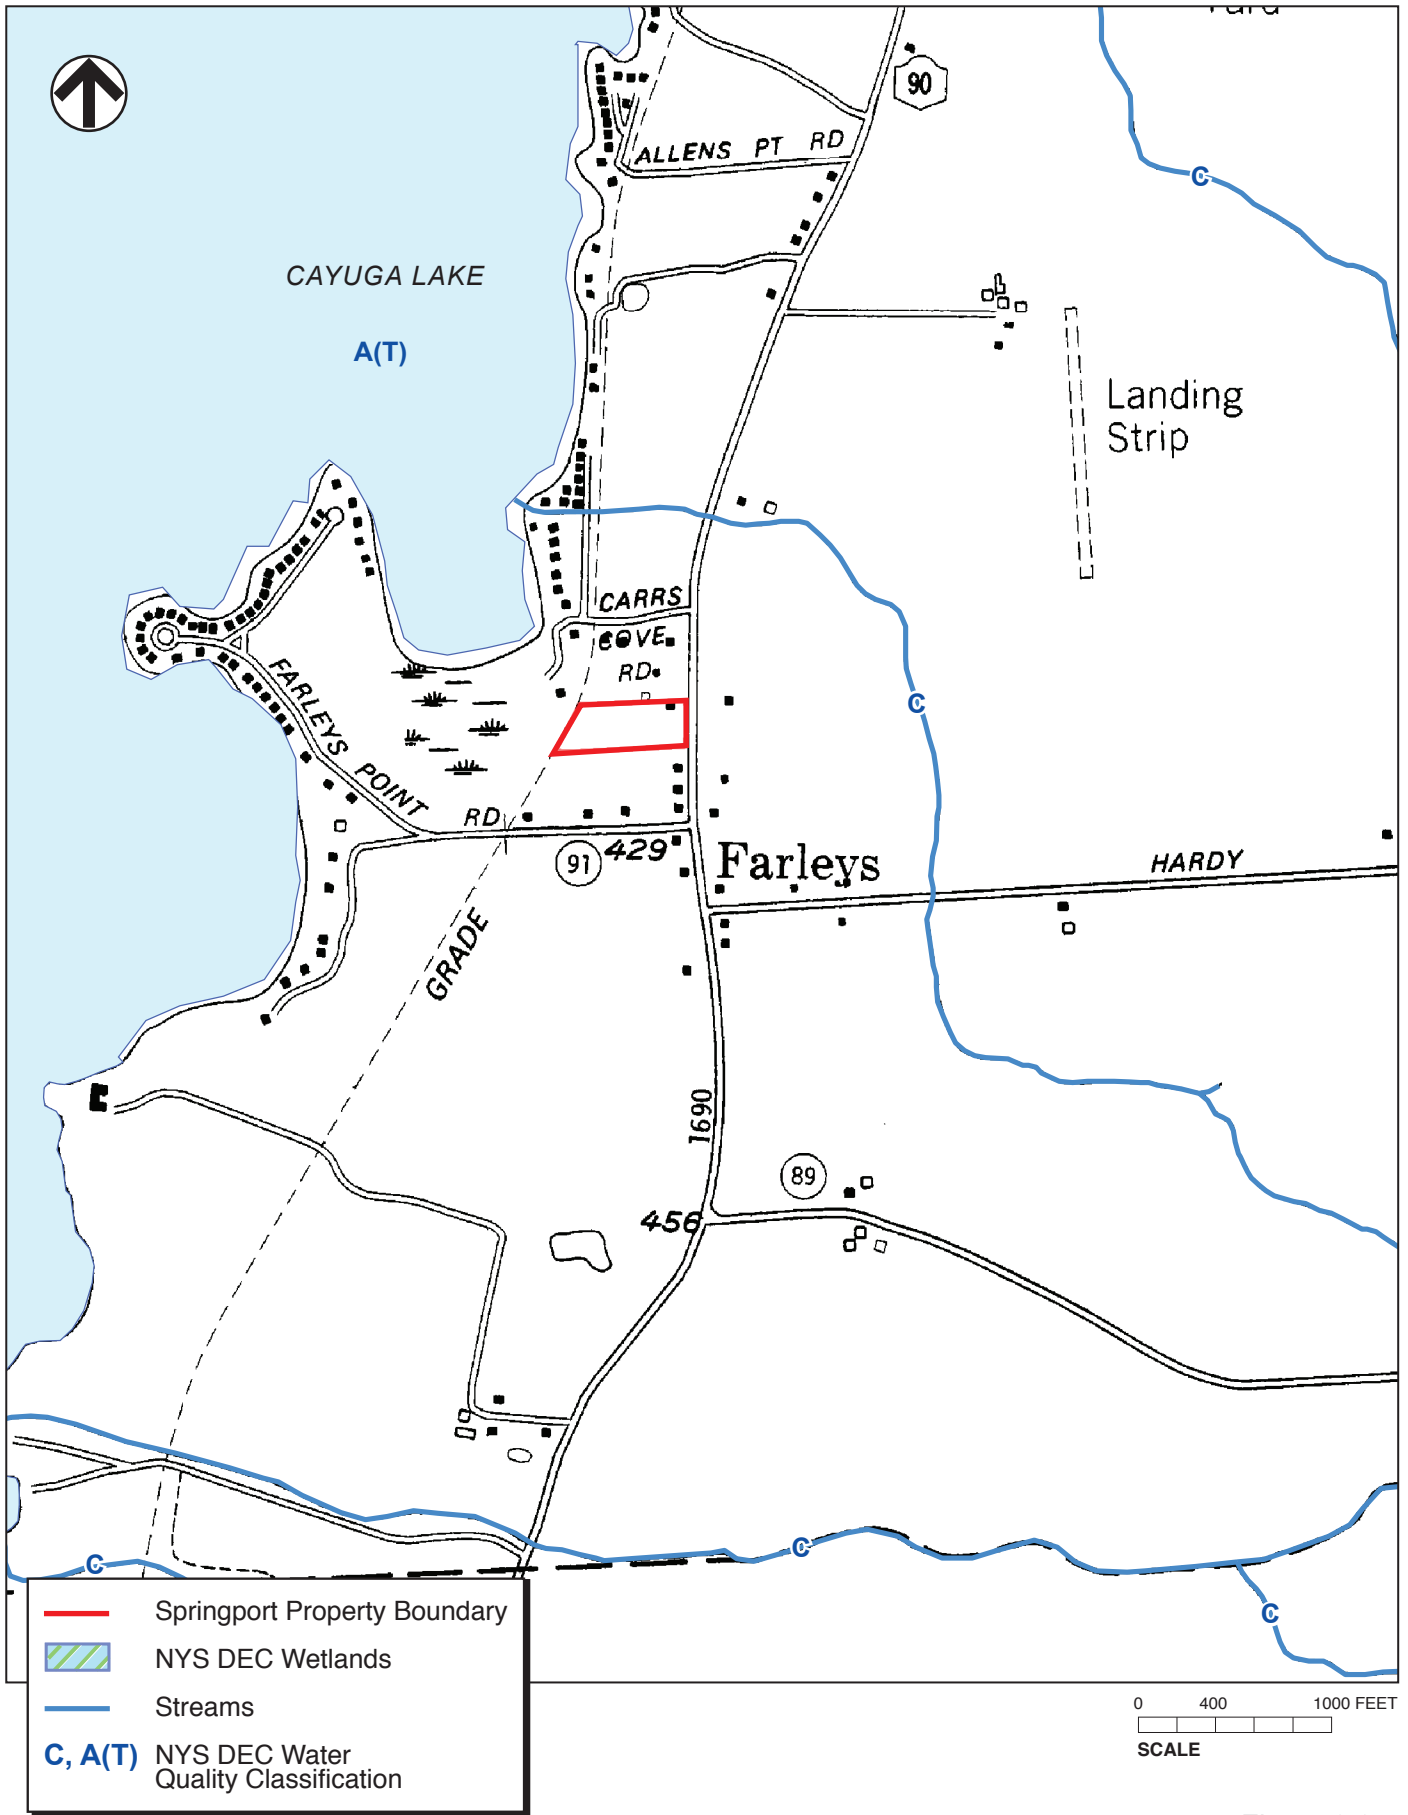 90
ALLENS PT RD
C
CAYUGA LAKE
A(T)
Landing
Strip
CARRS
COVE
RD
C
FARLEYS POINT
RD
91
429
Farleys
HARDY
GRADE
1690
89
456
C
C
C
Springport Property Boundary
NYS DEC Wetlands
Streams
C, A(T) NYS DEC Water
Quality Classification
0 400 1000 FEET
SCALE